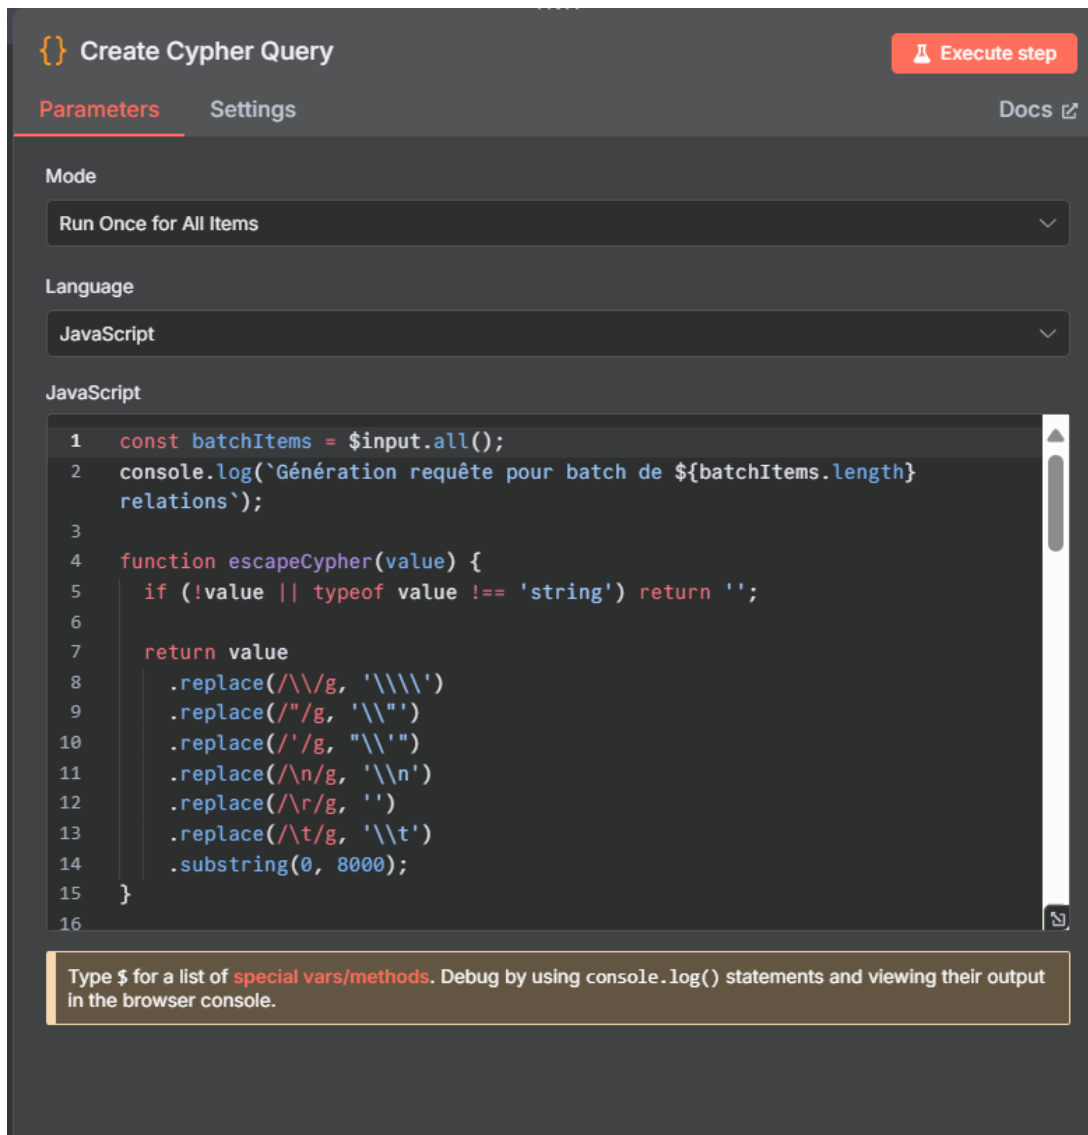 {} Create Cypher Query
Execute step
Parameters
Settings
Docs
Mode
Run Once for All Items
Language
JavaScript
JavaScript
1 const batchItems = $input.all();
2 console.log(`Génération requête pour batch de ${batchItems.length}
relations`);
3
4 function escapeCypher(value) {
5 if (!value || typeof value !== 'string') return '';
6
7 return value
8 .replace(/\\/g, '\\\\')
9 .replace(/"/g, '\\"')
10 .replace(/'/g, "\\'")
11 .replace(/\n/g, '\\n')
12 .replace(/\r/g, '')
13 .replace(/\t/g, '\\t')
14 .substring(0, 8000);
15 }
16
Type $ for a list of special vars/methods. Debug by using console.log() statements and viewing their output
in the browser console.